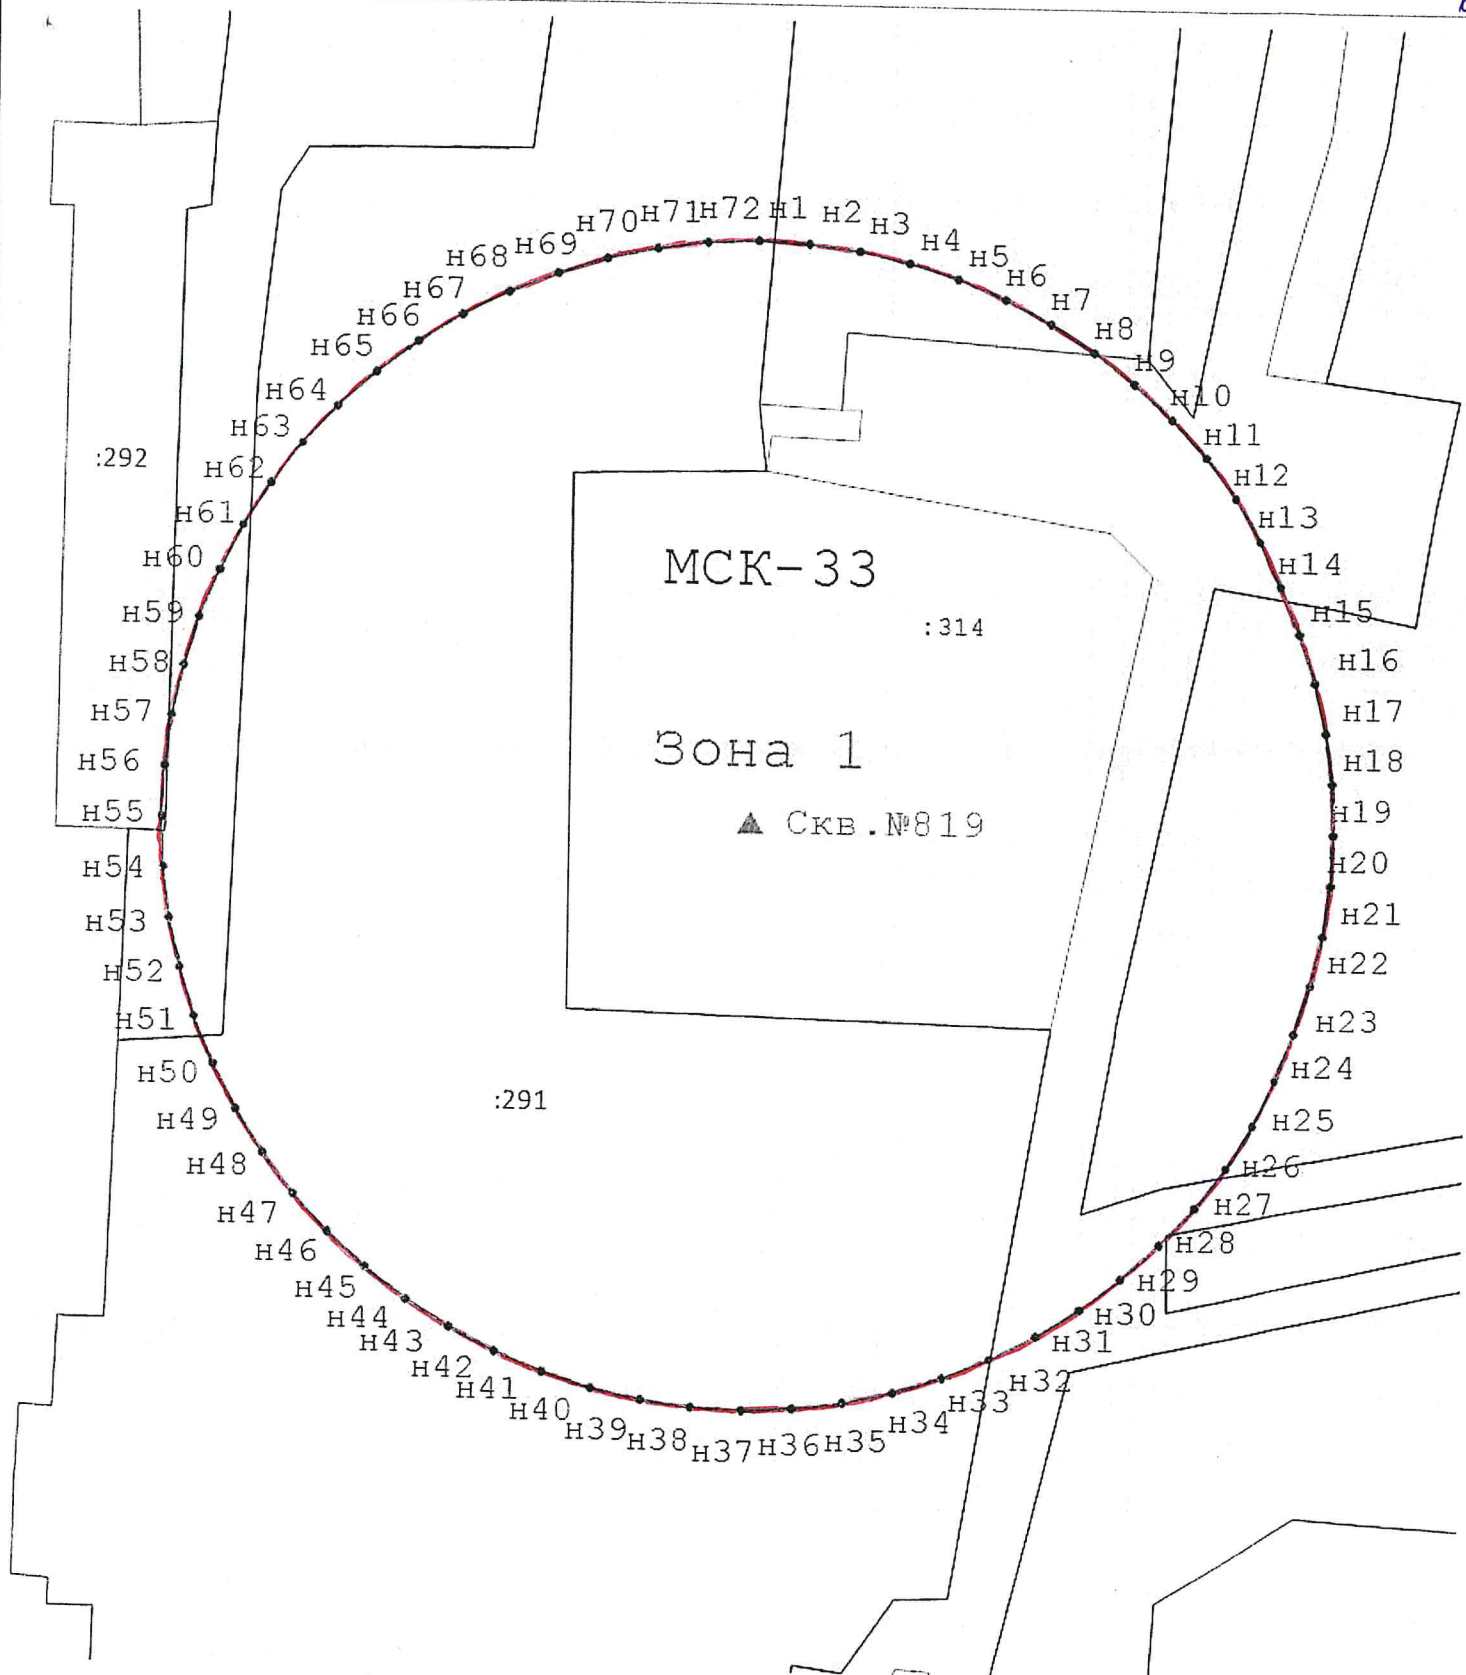 н70 н71 н72 н1 н2 н3
н68 н69 н4 н5
н67 н6
н66 н7
н65 н8
н9
н64 н10
н63 н11
:292
н62 н12
н61 н13
н60 МСК-33 н14
н59 :314 н15
н58 н16
н57 н17
н56 Зона 1 н18
н55 Скв.№819 н19
н54 н20
н53 н21
н52 н22
н51 н23
н50 н24
н49 :291 н25
н48 н26
н47 н27
н46 н28
н45 н29
н44 н30
н43 н31
н42 н32
н41 н33
н40 н34
н39 н38 н37 н36 н35